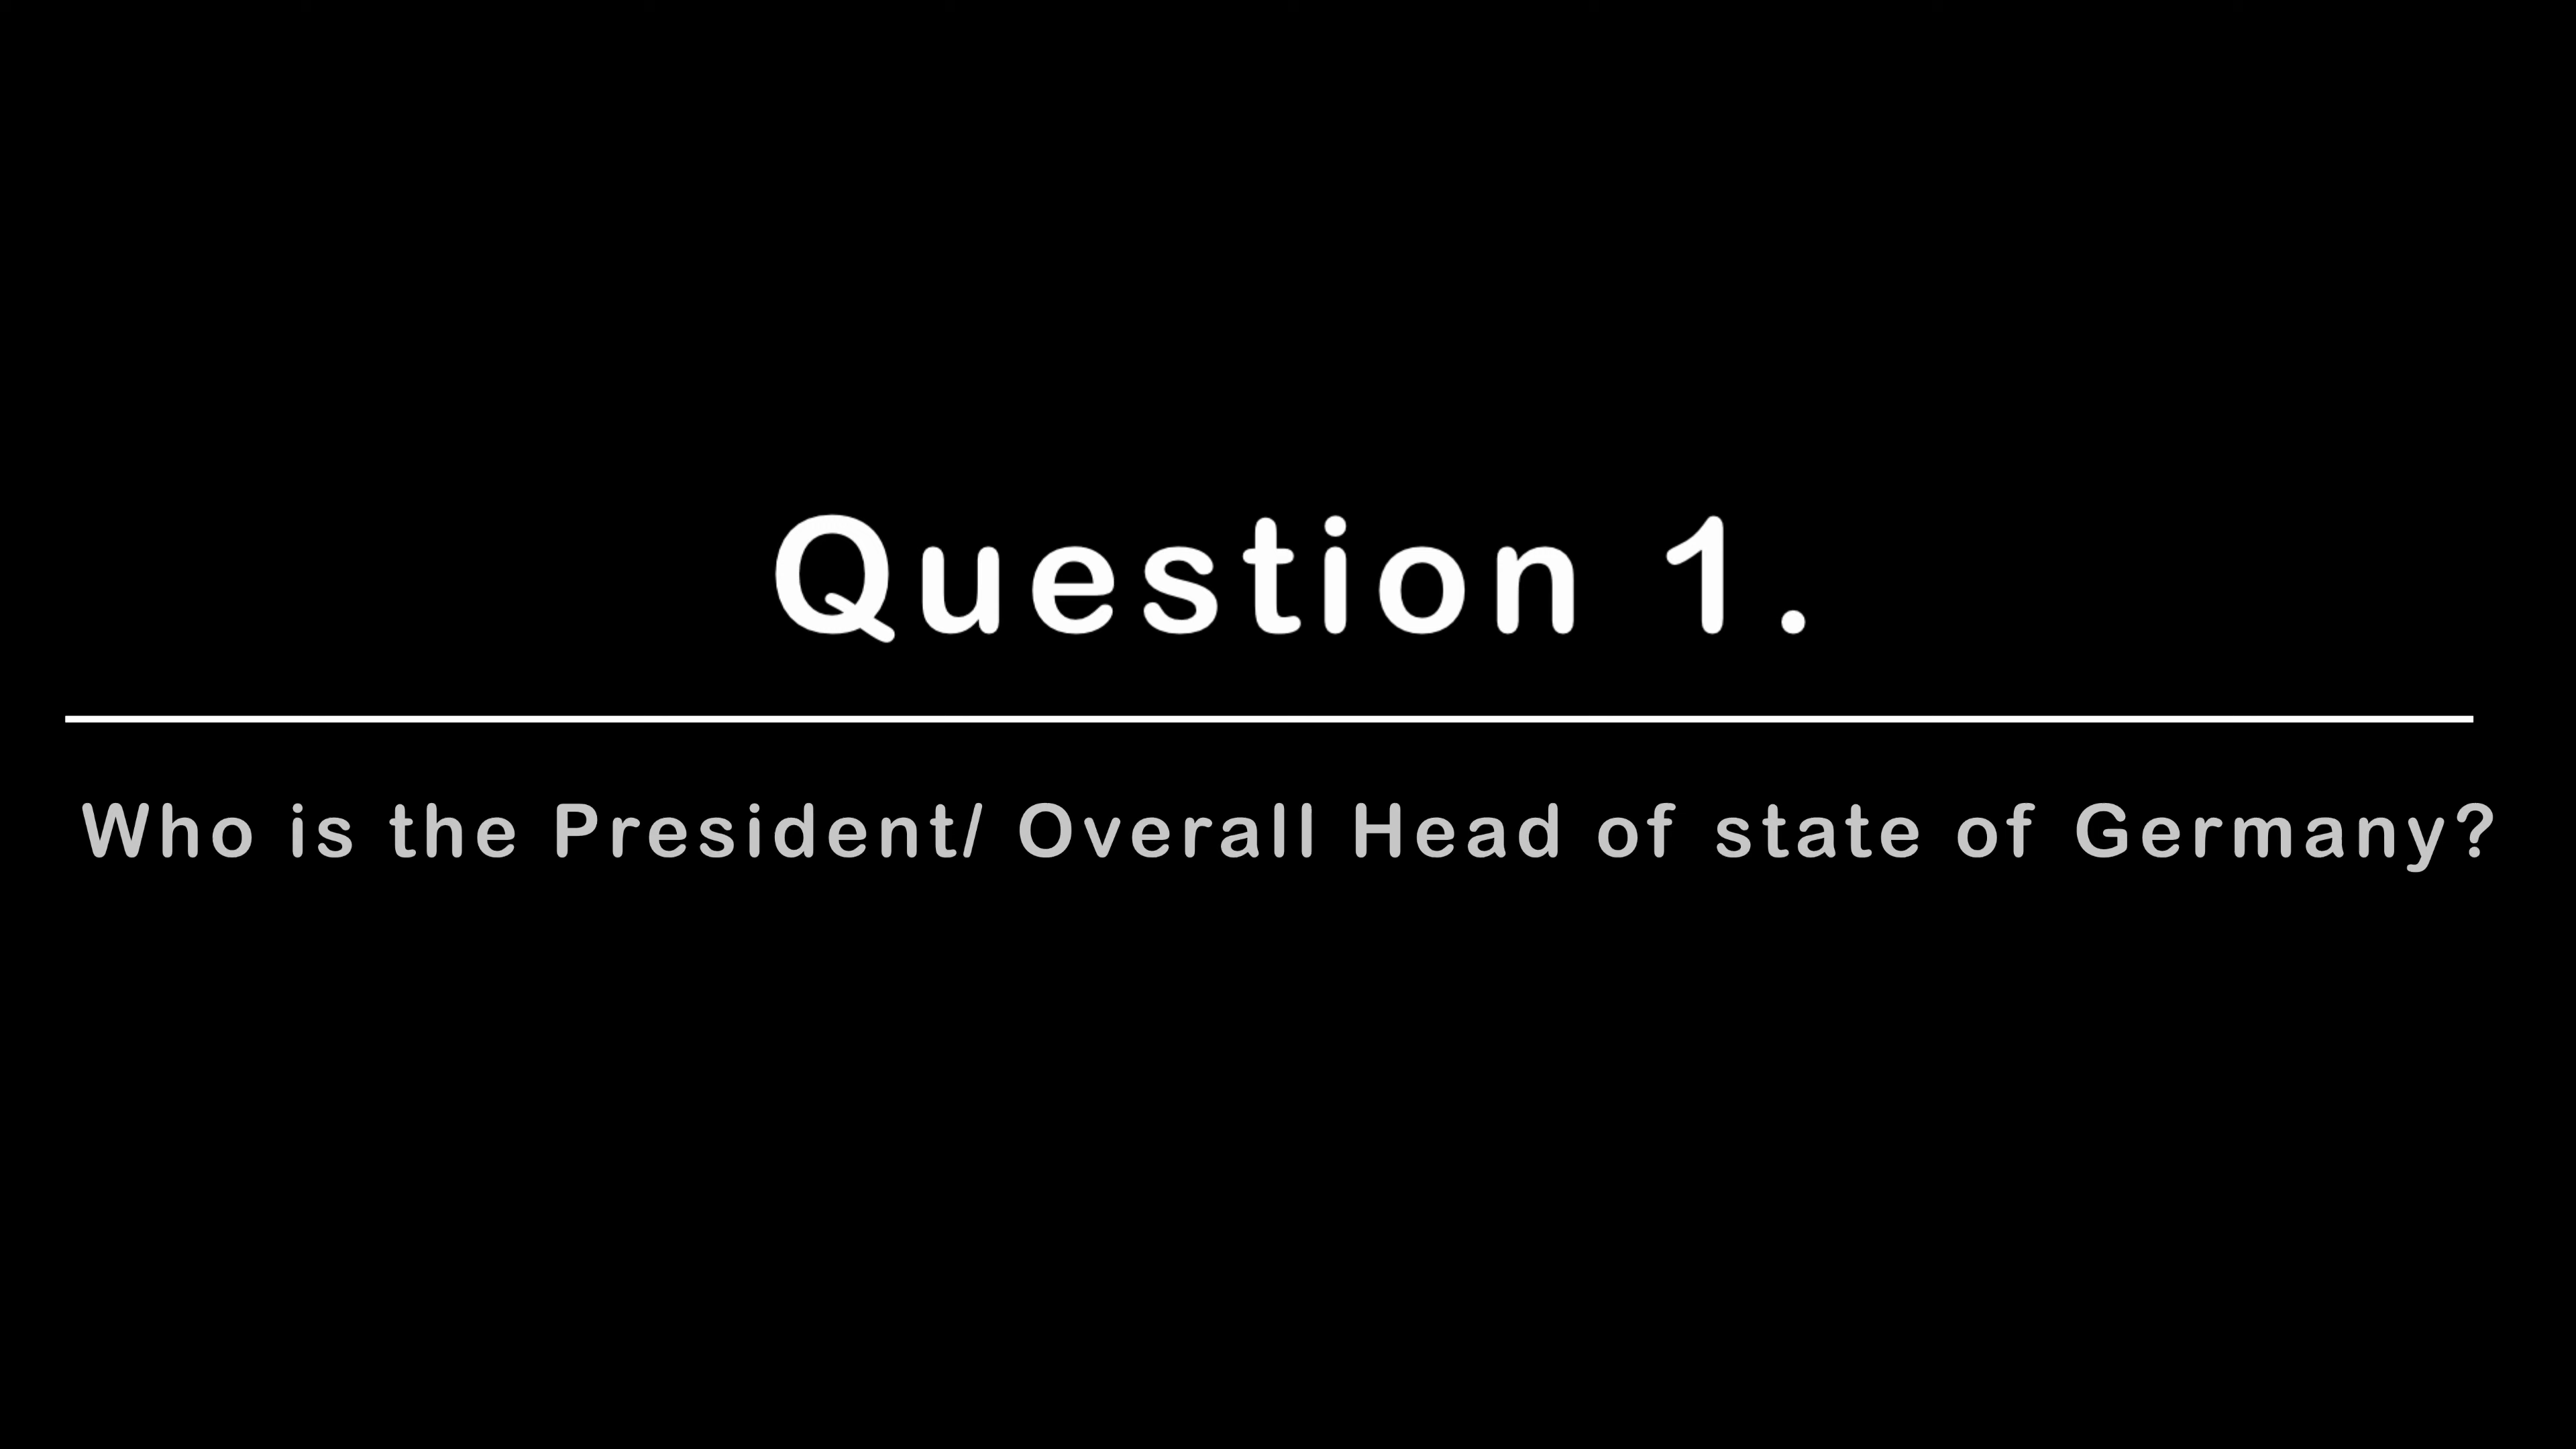 Question 1.
Who is the President/ Overall Head of state of Germany?